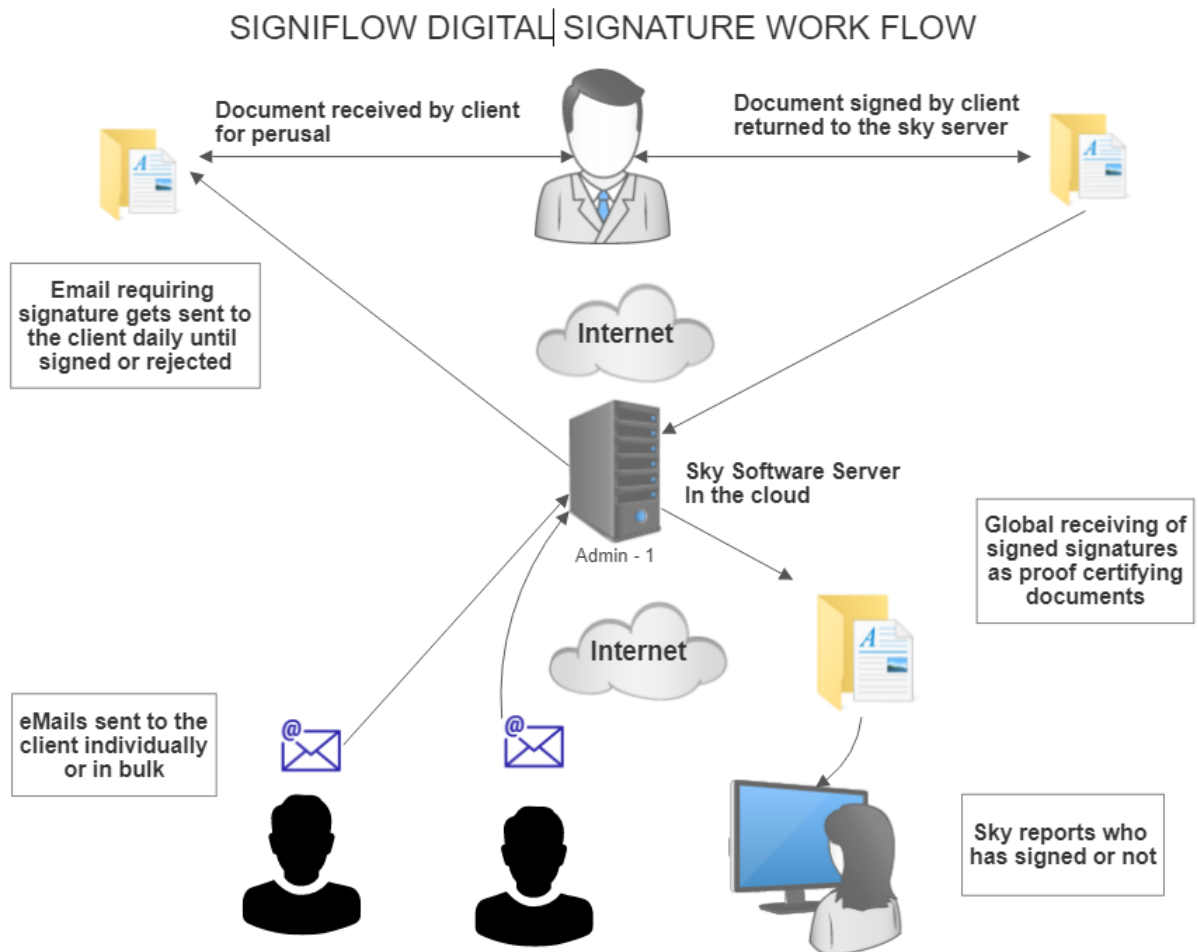 SIGNIFLOW DIGITAL SIGNATURE WORK FLOW
Document received by client
for perusal
Document signed by client
returned to the sky server
Email requiring
signature gets sent to
the client daily until
signed or rejected
Internet
Sky Software Server
In the cloud
Admin - 1
Global receiving of
signed signatures
as proof certifying
documents
Internet
eMails sent to the
client individually
or in bulk
Sky reports who
has signed or not